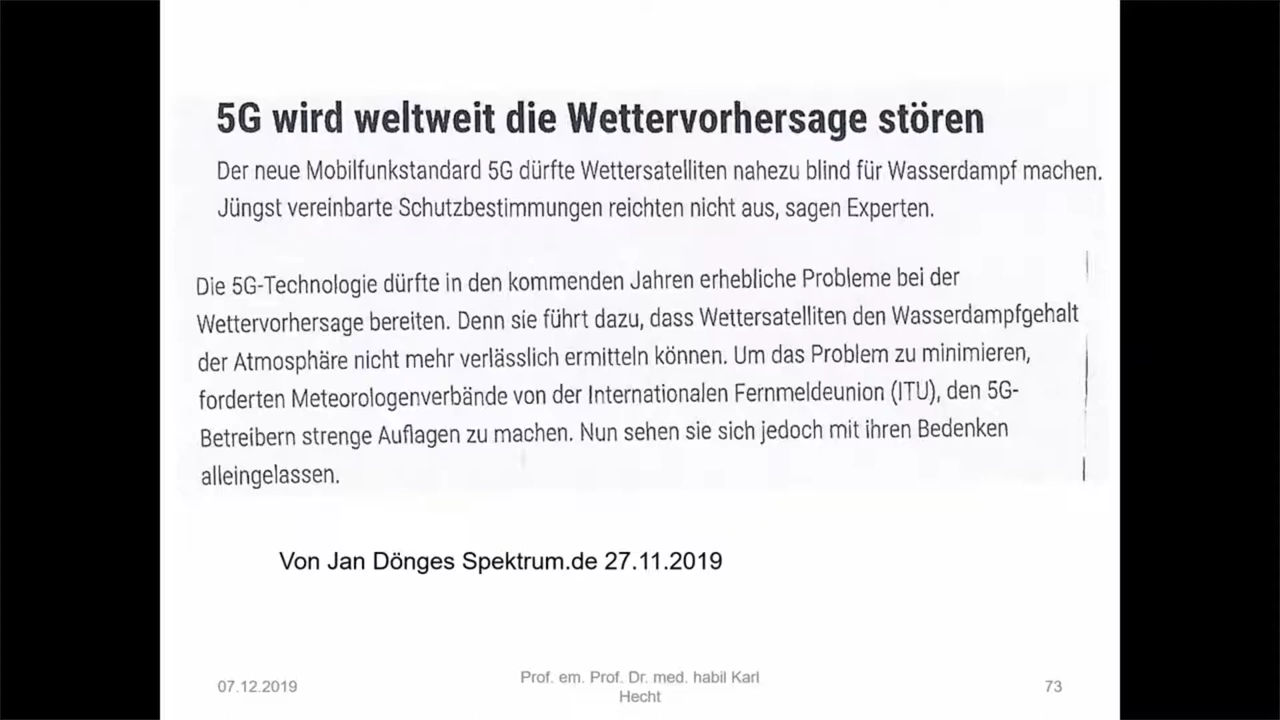 5G wird weltweit die Wettervorhersage stören
Der neue Mobilfunkstandard 5G dürfte Wettersatelliten nahezu blind für Wasserdampf machen.
Jüngst vereinbarte Schutzbestimmungen reichten nicht aus, sagen Experten.
Die 5G-Technologie dürfte in den kommenden Jahren erhebliche Probleme bei der
Wettervorhersage bereiten. Denn sie führt dazu, dass Wettersatelliten den Wasserdampfgehalt
der Atmosphäre nicht mehr verlässlich ermitteln können. Um das Problem zu minimieren,
forderten Meteorologenverbände von der Internationalen Fernmeldeunion (ITU), den 5G-
Betreibern strenge Auflagen zu machen. Nun sehen sie sich jedoch mit ihren Bedenken
alleingelassen.
Von Jan Dönges Spektrum.de 27.11.2019
07.12.2019
Prof. em. Prof. Dr. med. habil Karl
Hecht
73